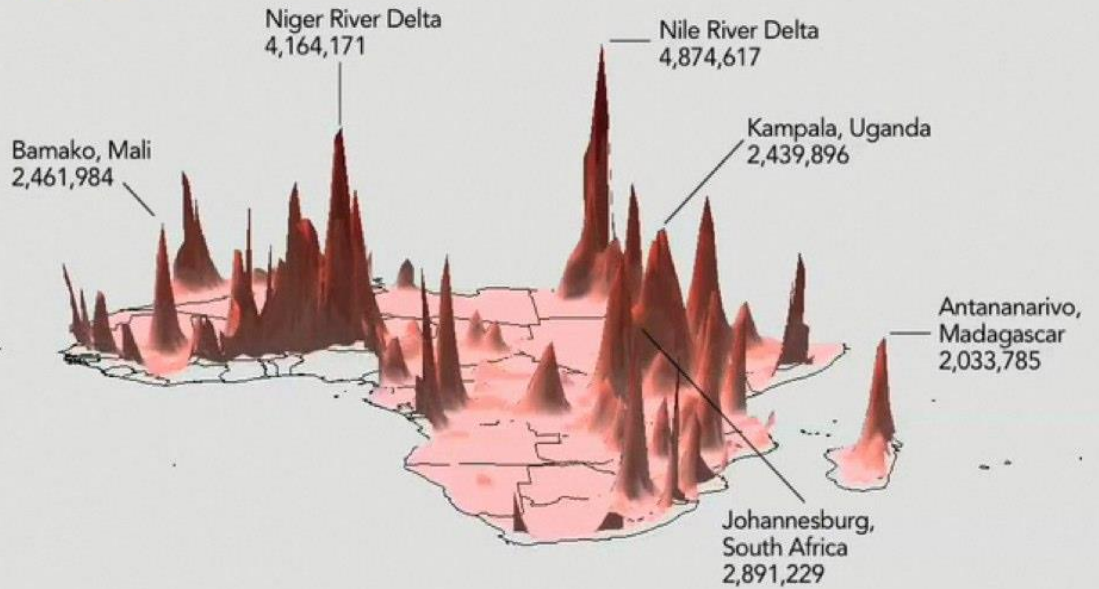 Niger River Delta
4,164,171
Nile River Delta
4,874,617
Kampala, Uganda
2,439,896
Bamako, Mali
2,461,984
Antananarivo,
Madagascar
2,033,785
Johannesburg,
South Africa
2,891,229